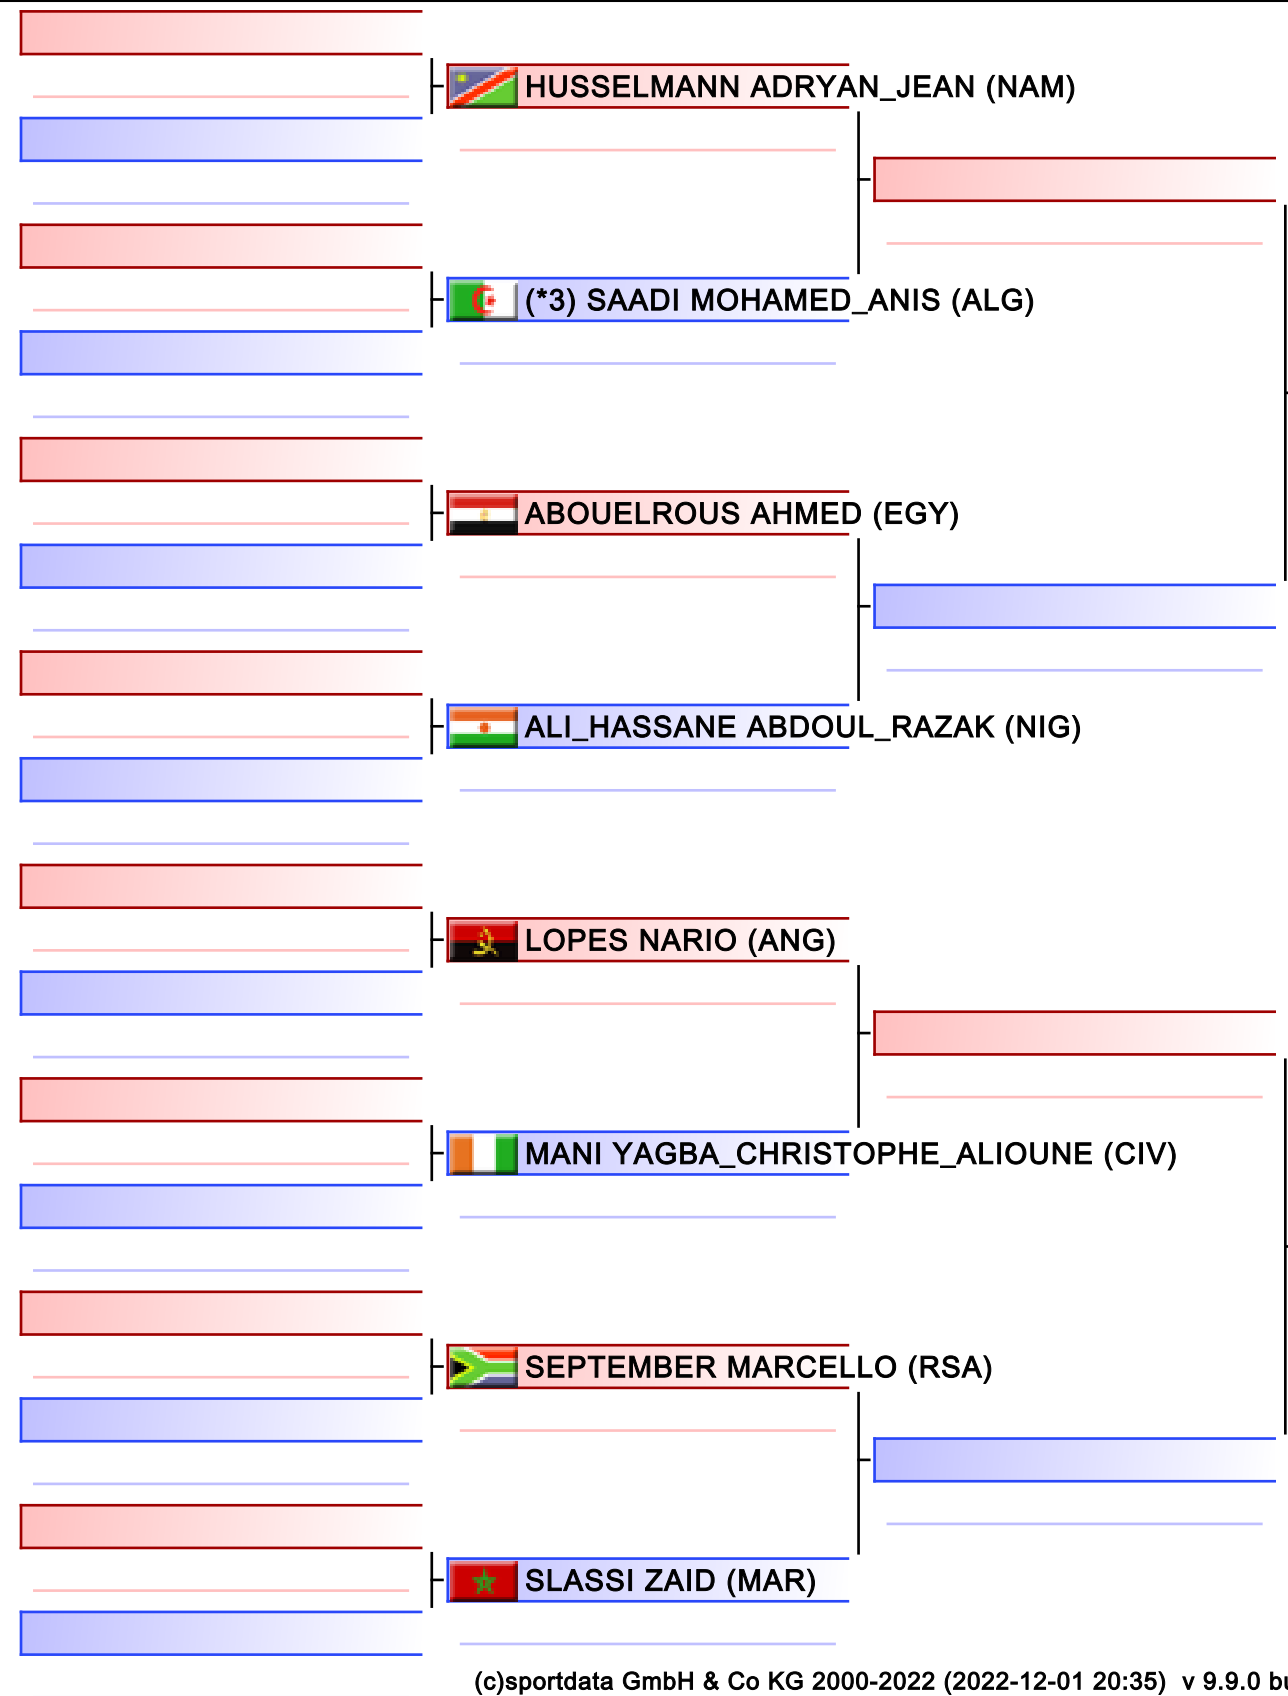 HUSSELMANN ADRYAN_JEAN (NAM)
(*3) SAADI MOHAMED_ANIS (ALG)
ABOUELROUS AHMED (EGY)
ALI_HASSANE ABDOUL_RAZAK (NIG)
LOPES NARIO (ANG)
MANI YAGBA_CHRISTOPHE_ALIOUNE (CIV)
SEPTEMBER MARCELLO (RSA)
SLASSI ZAID (MAR)
(c)sportdata GmbH & Co KG 2000-2022 (2022-12-01 20:35) v 9.9.0